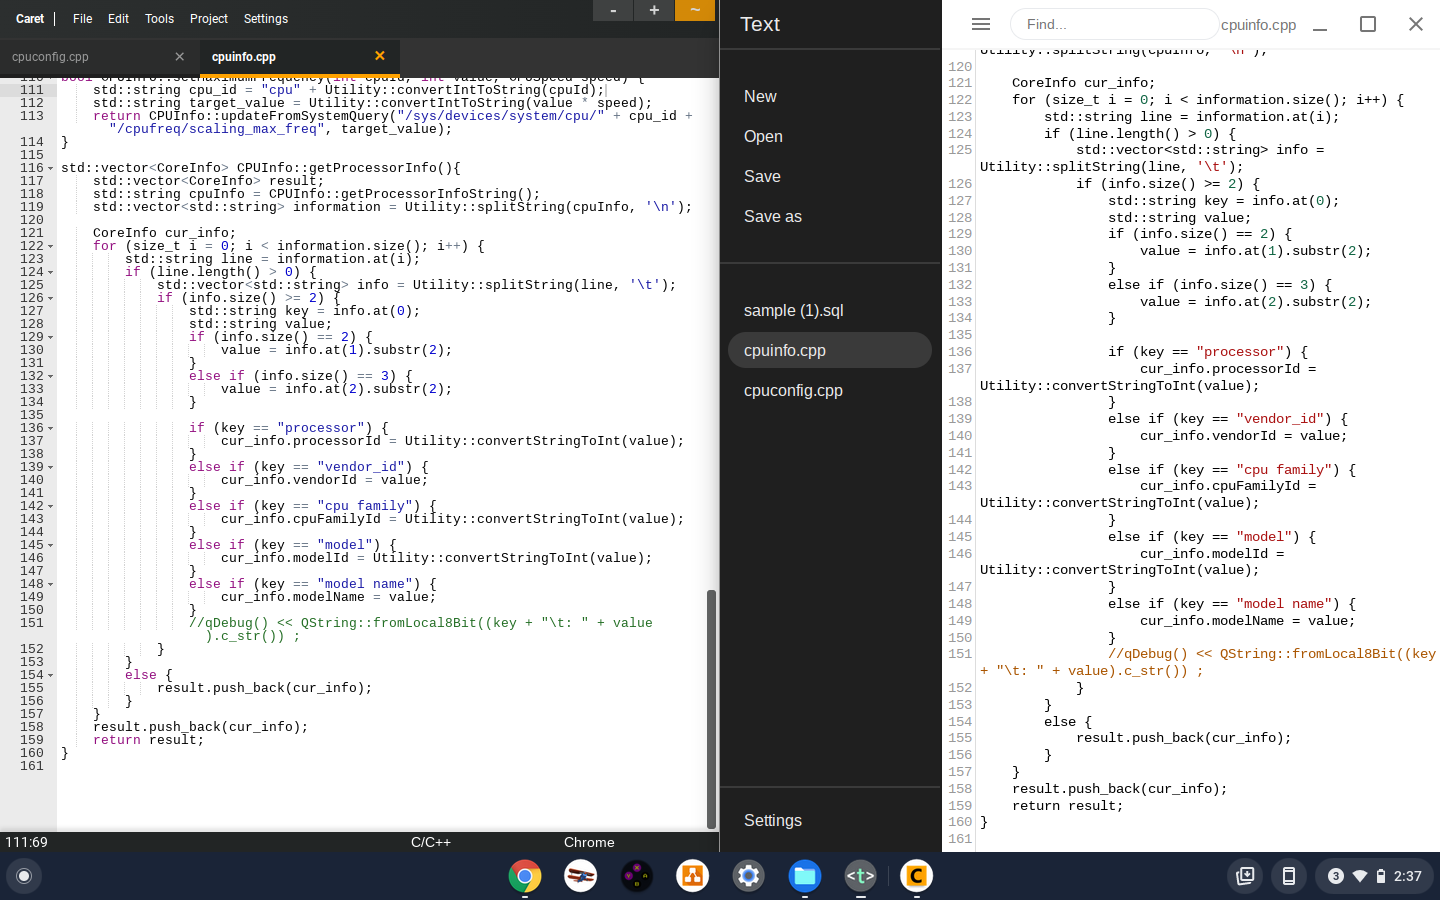 Caret File Edit Tools Project Settings - + ~
cpuconfig.cpp × cpuinfo.cpp ×
110 bool CPUInfo::setMaximumFrequency(int cpuId, int value, CPUSpeed speed) {
111 std::string cpu_id = "cpu" + Utility::convertIntToString(cpuId);
112 std::string target_value = Utility::convertIntToString(value * speed);
113 return CPUInfo::updateFromSystemQuery("/sys/devices/system/cpu/" + cpu_id +
"/cpufreq/scaling_max_freq", target_value);
114 }
115
116 std::vector<CoreInfo> CPUInfo::getProcessorInfo(){
117 std::vector<CoreInfo> result;
118 std::string cpuInfo = CPUInfo::getProcessorInfoString();
119 std::vector<std::string> information = Utility::splitString(cpuInfo, '\n');
120
121 CoreInfo cur_info;
122 for (size_t i = 0; i < information.size(); i++) {
123 std::string line = information.at(i);
124 if (line.length() > 0) {
125 std::vector<std::string> info = Utility::splitString(line, '\t');
126 if (info.size() >= 2) {
127 std::string key = info.at(0);
128 std::string value;
129 if (info.size() == 2) {
130 value = info.at(1).substr(2);
131 }
132 else if (info.size() == 3) {
133 value = info.at(2).substr(2);
134 }
135
136 if (key == "processor") {
137 cur_info.processorId = Utility::convertStringToInt(value);
138 }
139 else if (key == "vendor_id") {
140 cur_info.vendorId = value;
141 }
142 else if (key == "cpu family") {
143 cur_info.cpuFamilyId = Utility::convertStringToInt(value);
144 }
145 else if (key == "model") {
146 cur_info.modelId = Utility::convertStringToInt(value);
147 }
148 else if (key == "model name") {
149 cur_info.modelName = value;
150 }
151 //qDebug() << QString::fromLocal8Bit((key + "\t: " + value
).c_str()) ;
152 }
153 }
154 else {
155 result.push_back(cur_info);
156 }
157 }
158 result.push_back(cur_info);
159 return result;
160 }
161
111:69 C/C++ Chrome
Text
New
Open
Save
Save as
sample (1).sql
cpuinfo.cpp
cpuconfig.cpp
Settings
Find... cpuinfo.cpp
Utility::splitString(cpuInfo, '\n');
120
121 CoreInfo cur_info;
122 for (size_t i = 0; i < information.size(); i++) {
123 std::string line = information.at(i);
124 if (line.length() > 0) {
125 std::vector<std::string> info =
Utility::splitString(line, '\t');
126 if (info.size() >= 2) {
127 std::string key = info.at(0);
128 std::string value;
129 if (info.size() == 2) {
130 value = info.at(1).substr(2);
131 }
132 else if (info.size() == 3) {
133 value = info.at(2).substr(2);
134 }
135
136 if (key == "processor") {
137 cur_info.processorId =
Utility::convertStringToInt(value);
138 }
139 else if (key == "vendor_id") {
140 cur_info.vendorId = value;
141 }
142 else if (key == "cpu family") {
143 cur_info.cpuFamilyId =
Utility::convertStringToInt(value);
144 }
145 else if (key == "model") {
146 cur_info.modelId =
Utility::convertStringToInt(value);
147 }
148 else if (key == "model name") {
149 cur_info.modelName = value;
150 }
151 //qDebug() << QString::fromLocal8Bit((key
+ "\t: " + value).c_str()) ;
152 }
153 }
154 else {
155 result.push_back(cur_info);
156 }
157 }
158 result.push_back(cur_info);
159 return result;
160 }
161
<t> C 3 2:37